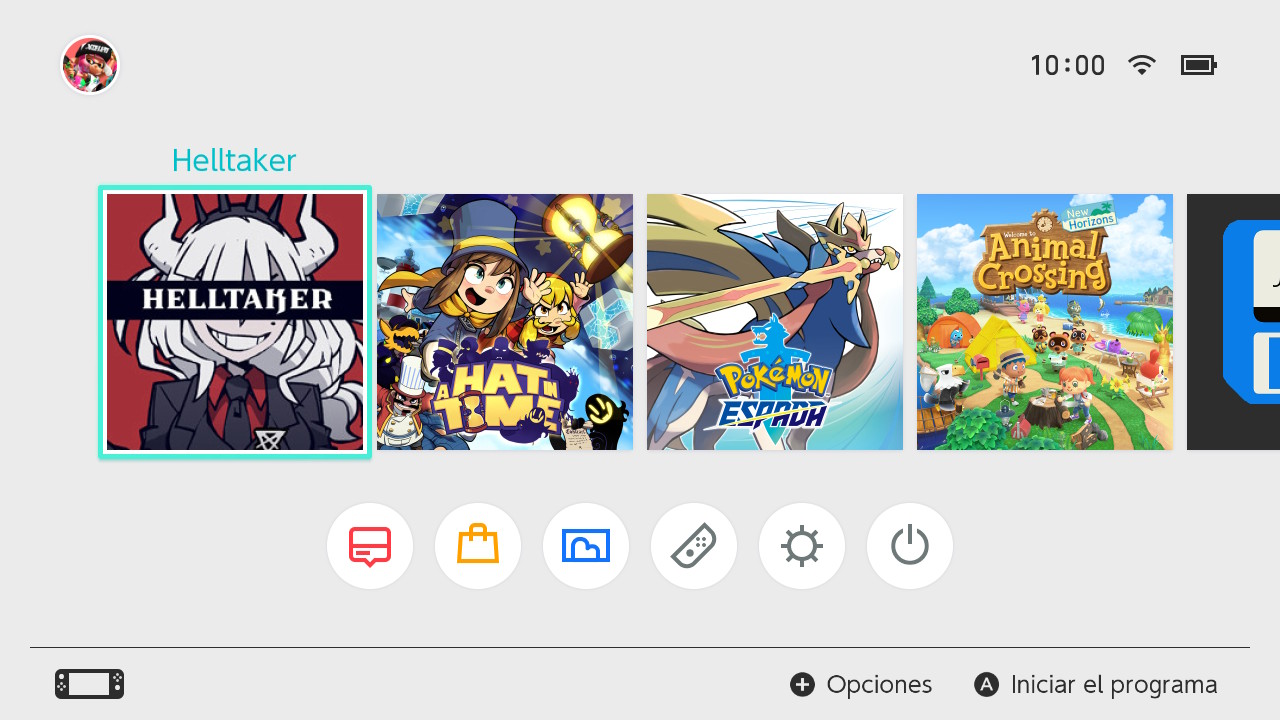 10:00
Helltaker
HELLTAKER
A HAT IN TIME
POKÉMON
ESPADA
New Horizons
Welcome to
Animal
Crossing
Opciones
A Iniciar el programa